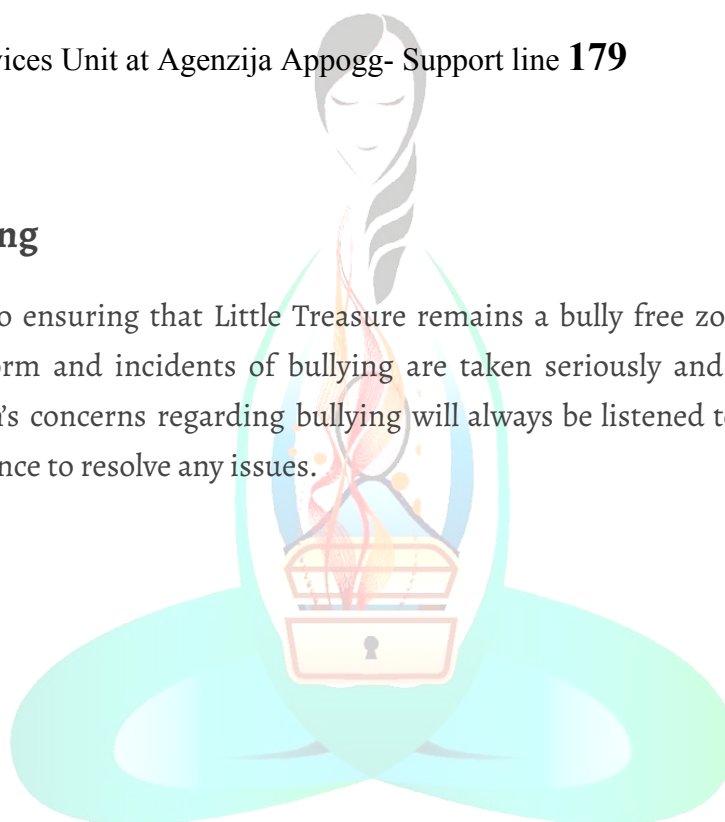 vices Unit at Agenzija Appogg- Support line 179
ng
o ensuring that Little Treasure remains a bully free zo
orm and incidents of bullying are taken seriously and
's concerns regarding bullying will always be listened t
nce to resolve any issues.